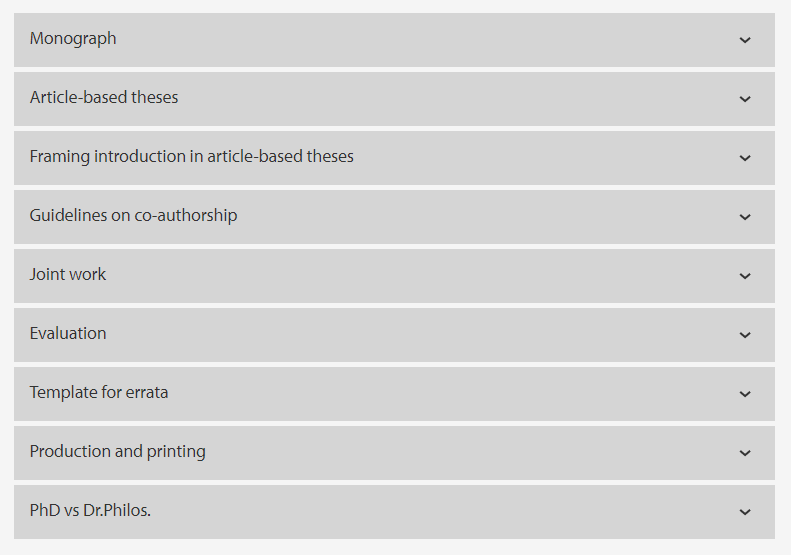 Monograph
Article-based theses
Framing introduction in article-based theses
Guidelines on co-authorship
Joint work
Evaluation
Template for errata
Production and printing
PhD vs Dr.Philos.